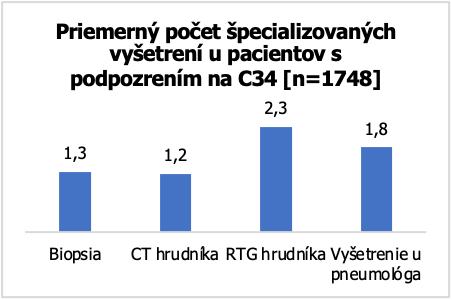 Priemerný počet špecializovaných
vyšetrení u pacientov s
podpozrením na C34 [n=1748]
1,3
1,2
2,3
1,8
Biopsia
CT hrudníka
RTG hrudníka
Vyšetrenie u
pneumológa